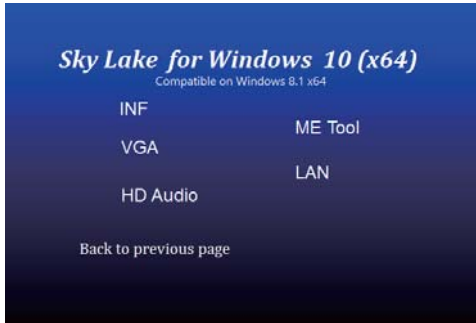 Sky Lake for Windows 10 (x64)
Compatible on Windows 8.1 x64
INF
ME Tool
VGA
LAN
HD Audio
Back to previous page